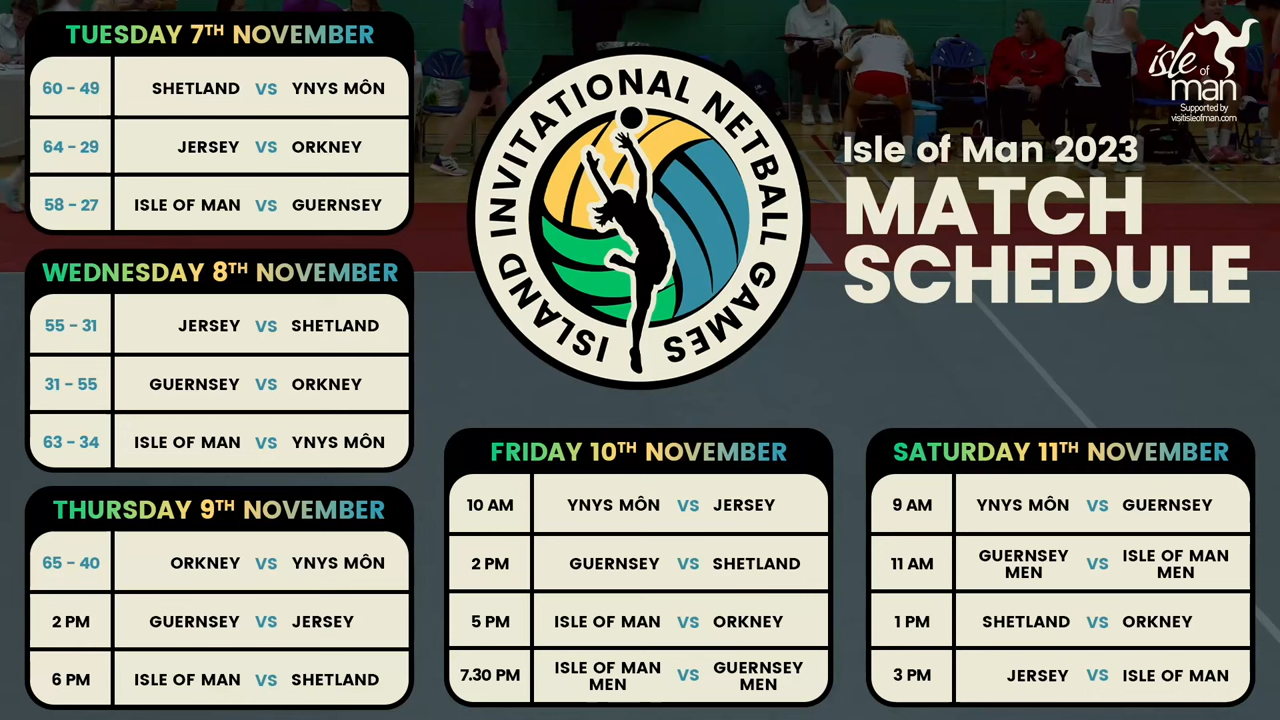 TUESDAY 7TH NOVEMBER
60 - 49 SHETLAND VS YNYS MÔN
64 - 29 JERSEY VS ORKNEY
58 - 27 ISLE OF MAN VS GUERNSEY
WEDNESDAY 8TH NOVEMBER
55 - 31 JERSEY VS SHETLAND
31 - 55 GUERNSEY VS ORKNEY
63 - 34 ISLE OF MAN VS YNYS MÔN
THURSDAY 9TH NOVEMBER
65 - 40 ORKNEY VS YNYS MÔN
2 PM GUERNSEY VS JERSEY
6 PM ISLE OF MAN VS SHETLAND
ISLAND INVITATIONAL NETBALL GAMES
isle of
man
Supported by
visitisleofman.com
Isle of Man 2023
MATCH
SCHEDULE
FRIDAY 10TH NOVEMBER
10 AM YNYS MÔN VS JERSEY
2 PM GUERNSEY VS SHETLAND
5 PM ISLE OF MAN VS ORKNEY
7.30 PM ISLE OF MAN MEN VS GUERNSEY MEN
SATURDAY 11TH NOVEMBER
9 AM YNYS MÔN VS GUERNSEY
11 AM GUERNSEY MEN VS ISLE OF MAN MEN
1 PM SHETLAND VS ORKNEY
3 PM JERSEY VS ISLE OF MAN